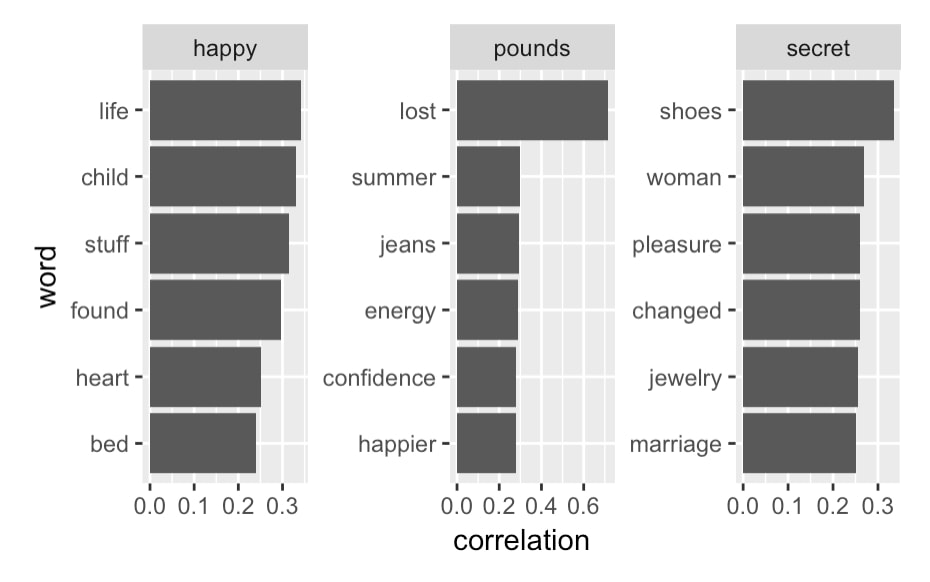 happy
pounds
secret
word
life
child
stuff
found
heart
bed
0.0 0.1 0.2 0.3
lost
summer
jeans
energy
confidence
happier
0.0 0.2 0.4 0.6
shoes
woman
pleasure
changed
jewelry
marriage
0.0 0.1 0.2 0.3
correlation